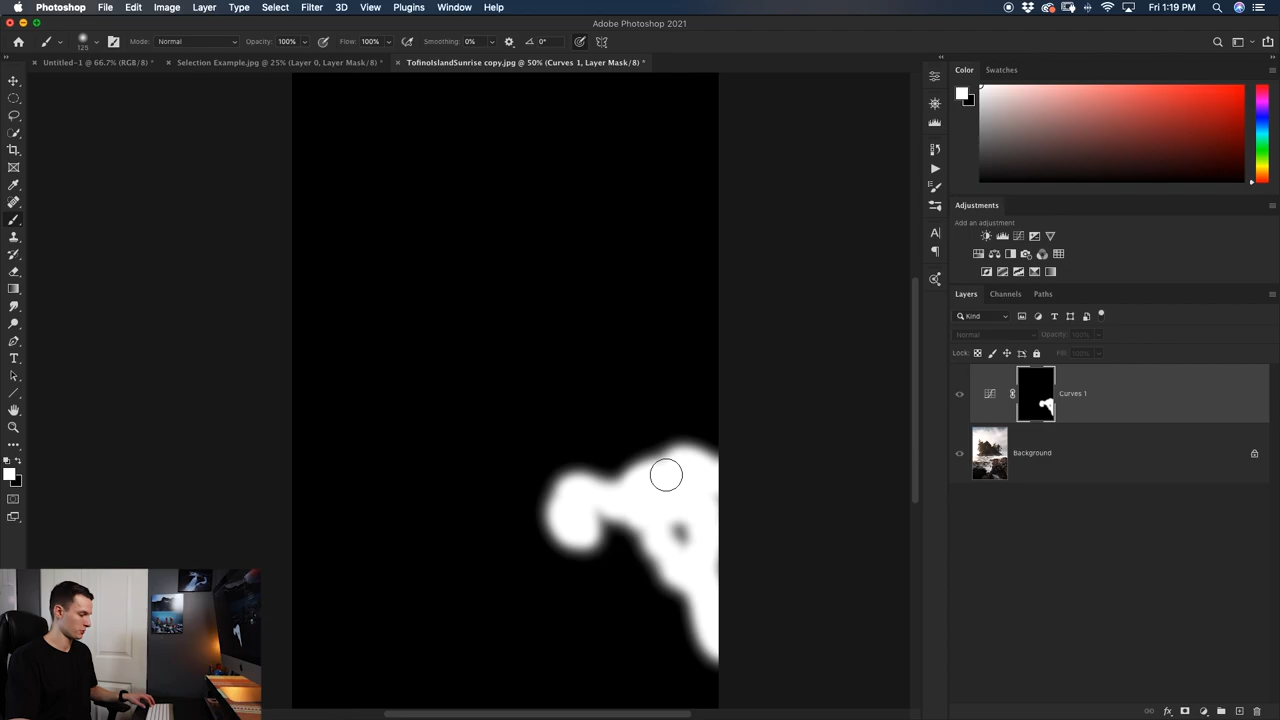 Photoshop File Edit Image Layer Type Select Filter 3D View Plugins Window Help Fri 1:19 PM
Adobe Photoshop 2021
125 Mode: Normal Opacity: 100% Flow: 100% Smoothing: 0% 0°
Untitled-1 @ 66.7% (RGB/8) * Selection Example.jpg @ 25% (Layer 0, Layer Mask/8) * TofinoIslandSunrise copy.jpg @ 50% (Curves 1, Layer Mask/8) *
Color Swatches
Adjustments
Add an adjustment
Layers Channels Paths
Kind
Normal Opacity: 100%
Lock: Fill: 100%
Curves 1
Background